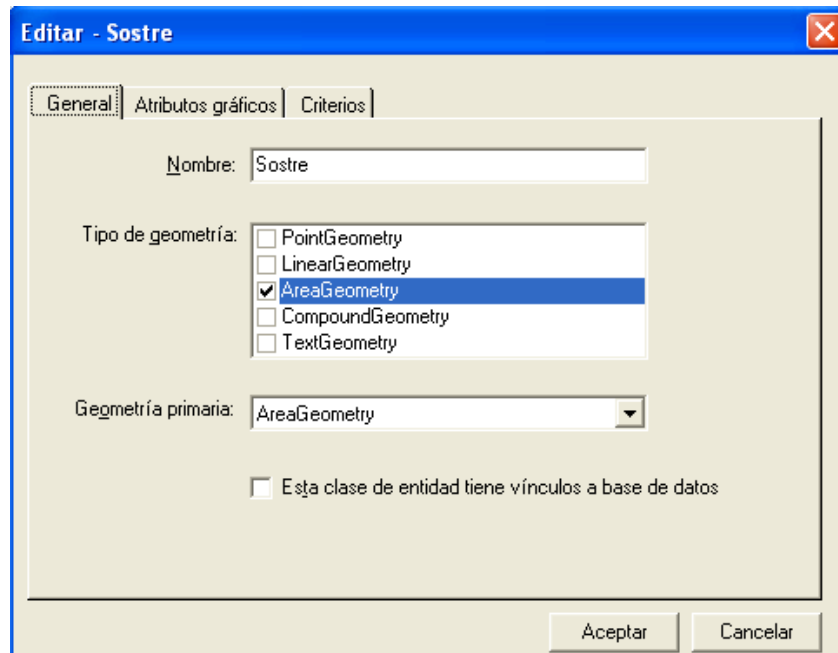 Editar - Sostre
General Atributos gráficos Criterios
Nombre: Sostre
Tipo de geometría: PointGeometry
LinearGeometry
AreaGeometry
CompoundGeometry
TextGeometry
Geometría primaria: AreaGeometry
Esta clase de entidad tiene vínculos a base de datos
Aceptar Cancelar